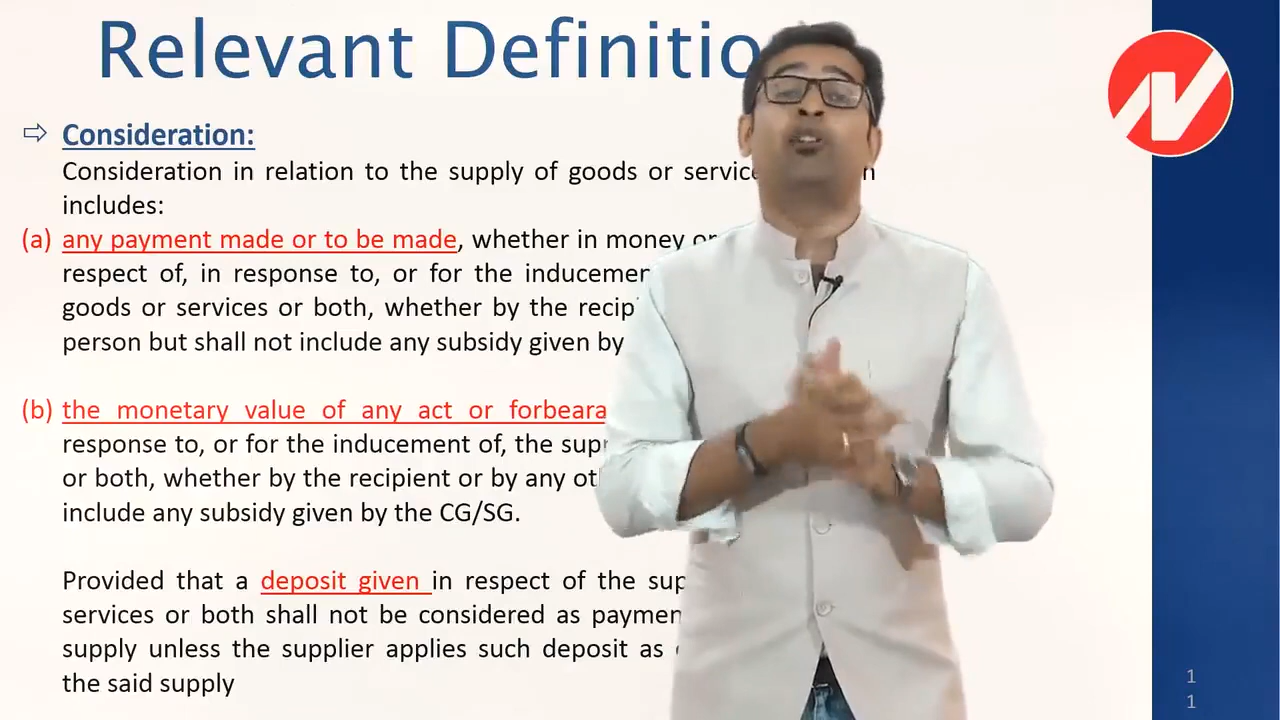 Relevant Definitio
⇨ Consideration:
Consideration in relation to the supply of goods or service
includes:
(a) any payment made or to be made, whether in money or
respect of, in response to, or for the inducemen
goods or services or both, whether by the recip
person but shall not include any subsidy given by
(b) the monetary value of any act or forbeara
response to, or for the inducement of, the supp
or both, whether by the recipient or by any oth
include any subsidy given by the CG/SG.
Provided that a deposit given in respect of the sup
services or both shall not be considered as paymen
supply unless the supplier applies such deposit as
the said supply
1
1